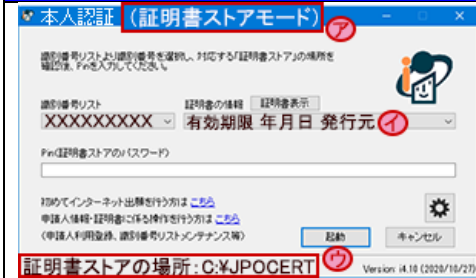 本人認証 (証明書ストアモード)
ア
識別番号リストより識別番号を選択し、対応する「証明書ストア」の場所を
確認後、Pinを入力してください。
識別番号リスト 証明書の情報 証明書表示
XXXXXXXXX 有効期限 年月日 発行元 イ
Pin(証明書ストアのパスワード)
初めてインターネット出願を行う方は こちら
申請人情報・証明書に係る操作を行う方は こちら
(申請人利用登録、識別番号リストメンテナンス等) 起動 キャンセル
証明書ストアの場所:C:¥JPOCERT ウ Version i4.10 (2020/10/27)